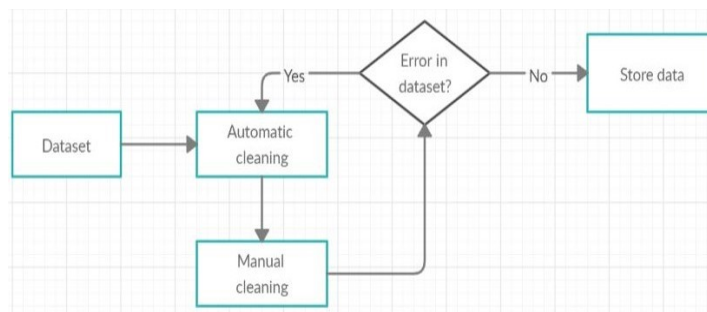 Dataset
Automatic
cleaning
Manual
cleaning
Error in
dataset?
Yes
No
Store data